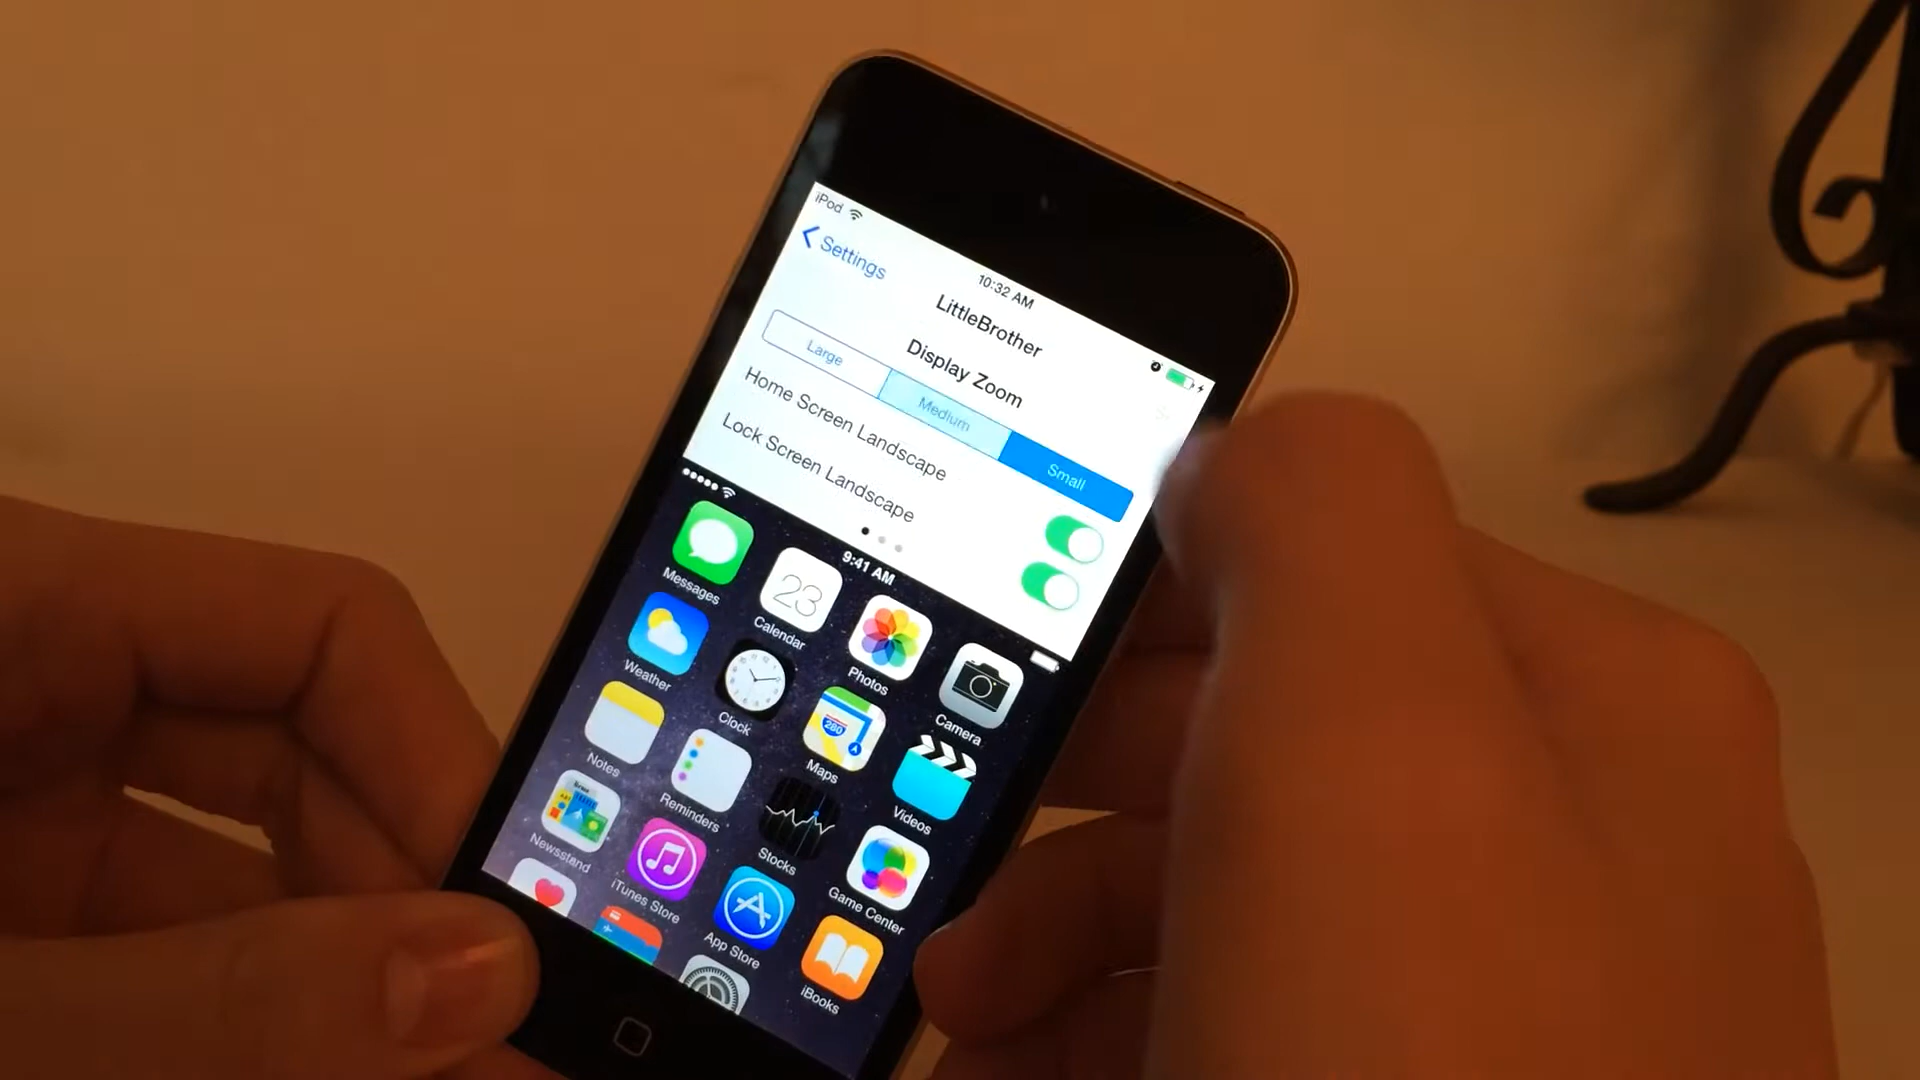 iPod
10:32 AM
Settings
LittleBrother
Display Zoom
Large
Medium
Small
Home Screen Landscape
Lock Screen Landscape
9:41 AM
Messages
23
Calendar
Photos
Camera
Weather
Clock
280
Maps
Videos
Notes
Reminders
Stocks
Game Center
Newsstand
iTunes Store
App Store
iBooks